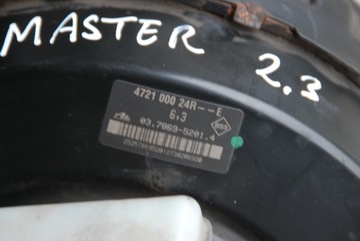 MASTER 2.3
4721 000 24R--E
6,3
03.7869-5201.4